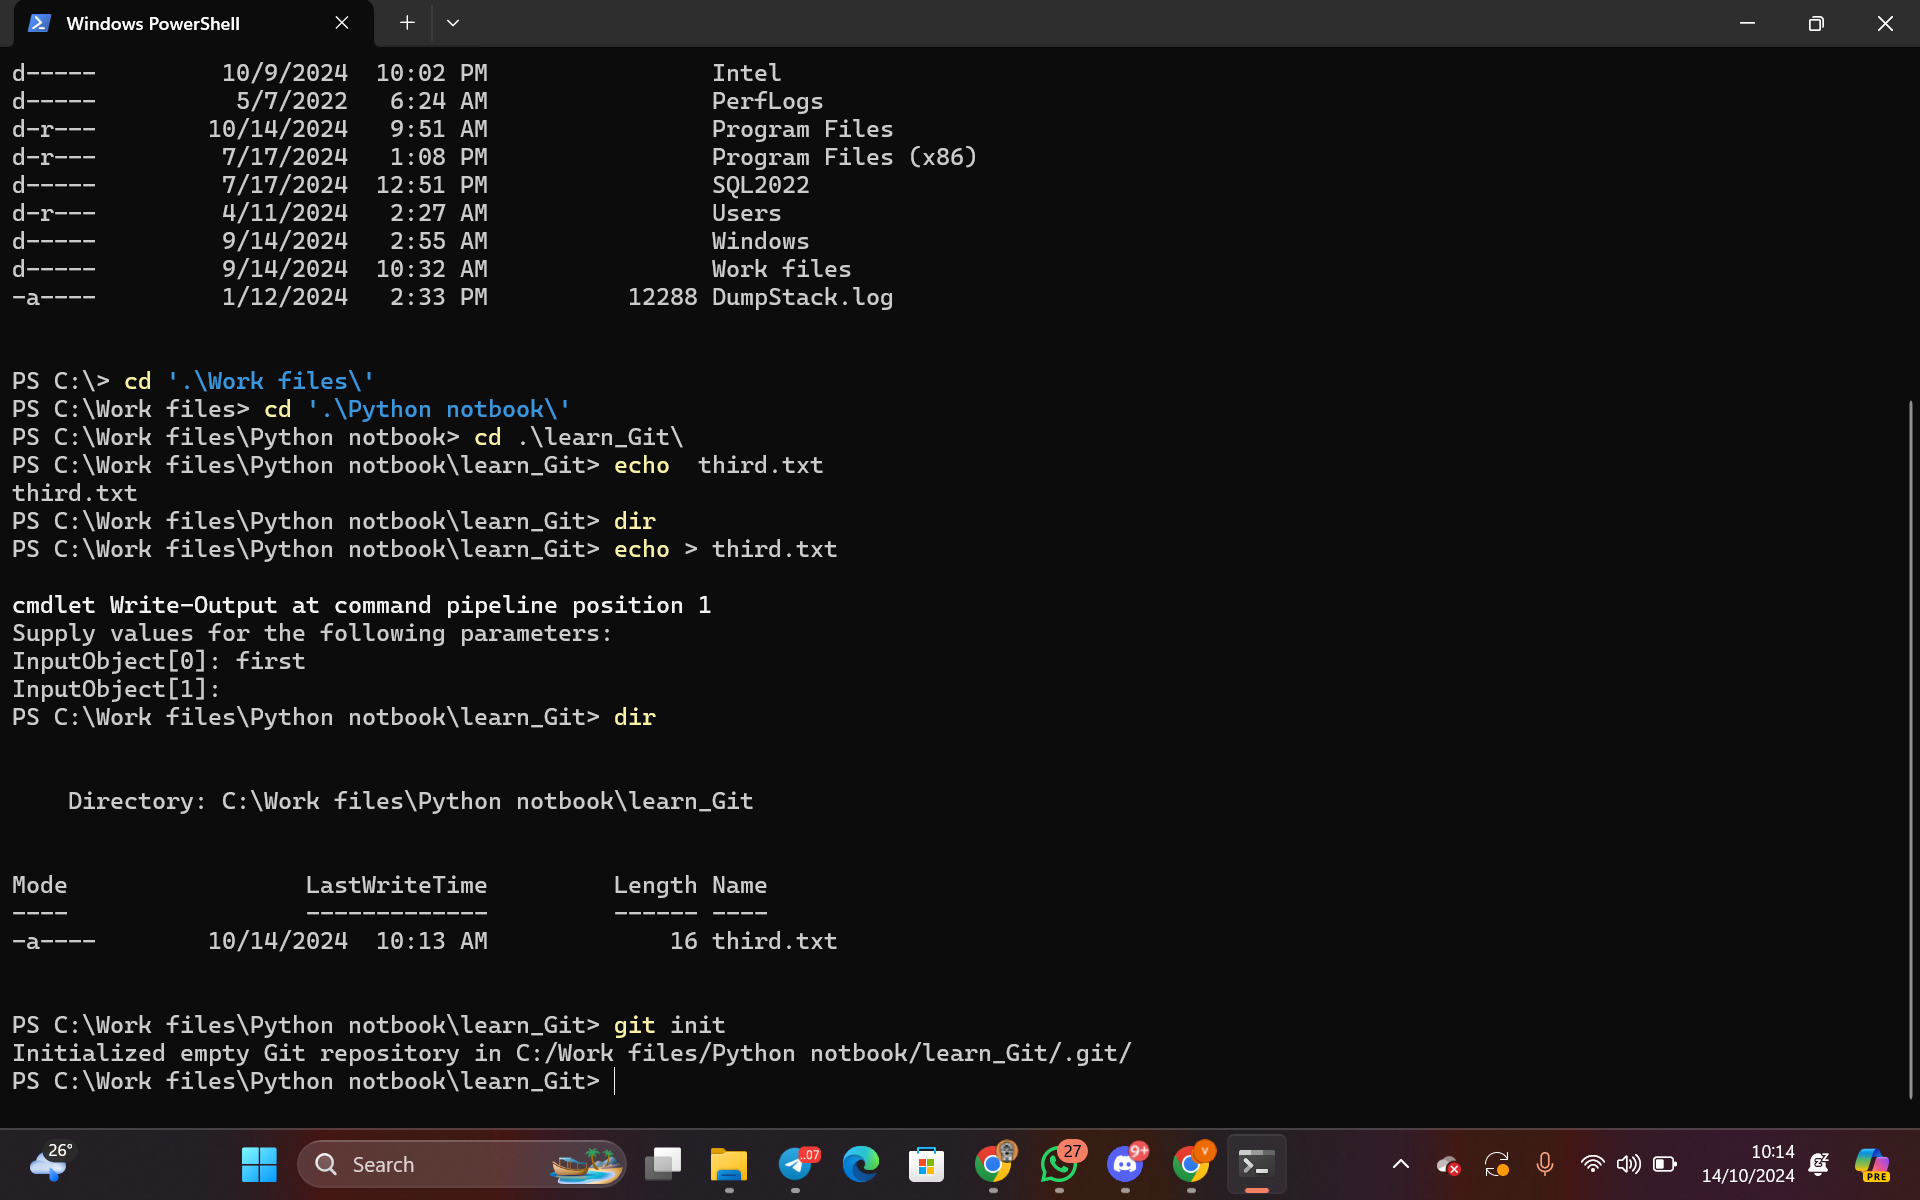 Windows PowerShell
d-----         10/9/2024  10:02 PM                Intel
d-----          5/7/2022   6:24 AM                PerfLogs
d-r---        10/14/2024   9:51 AM                Program Files
d-r---         7/17/2024   1:08 PM                Program Files (x86)
d-----         7/17/2024  12:51 PM                SQL2022
d-r---         4/11/2024   2:27 AM                Users
d-----         9/14/2024   2:55 AM                Windows
d-----         9/14/2024  10:32 AM                Work files
-a----         1/12/2024   2:33 PM          12288 DumpStack.log
PS C:\> cd '.\Work files\'
PS C:\Work files> cd '.\Python notbook\'
PS C:\Work files\Python notbook> cd .\learn_Git\
PS C:\Work files\Python notbook\learn_Git> echo  third.txt
third.txt
PS C:\Work files\Python notbook\learn_Git> dir
PS C:\Work files\Python notbook\learn_Git> echo > third.txt
cmdlet Write-Output at command pipeline position 1
Supply values for the following parameters:
InputObject[0]: first
InputObject[1]:
PS C:\Work files\Python notbook\learn_Git> dir
    Directory: C:\Work files\Python notbook\learn_Git
Mode                 LastWriteTime         Length Name
----                 -------------         ------ ----
-a----        10/14/2024  10:13 AM             16 third.txt
PS C:\Work files\Python notbook\learn_Git> git init
Initialized empty Git repository in C:/Work files/Python notbook/learn_Git/.git/
PS C:\Work files\Python notbook\learn_Git>
26°
Search
..07
27
9+
V
10:14
14/10/2024
PRE